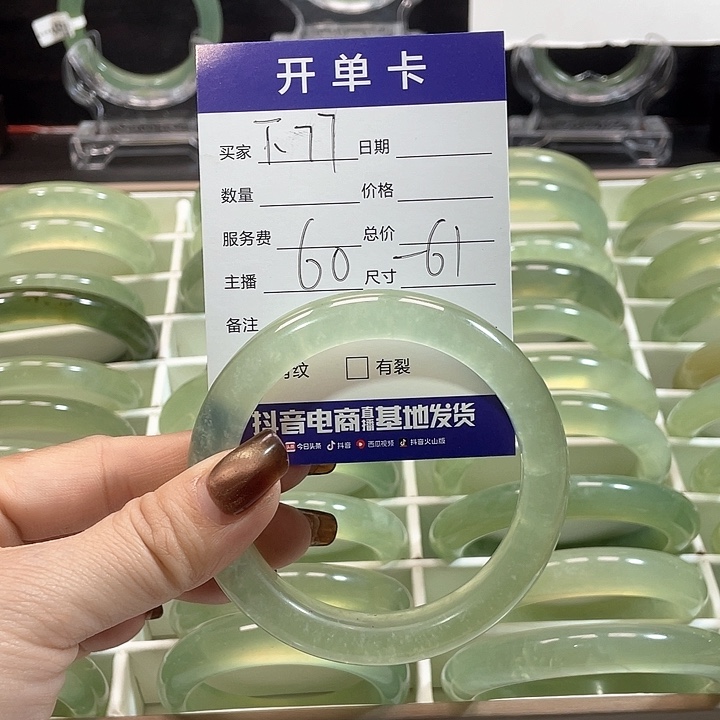 开单卡
买家 日期
数量 价格
服务费 总价
60 -61
主播 尺寸
备注
纹 有裂
抖音电商直播基地发货
今日头条 抖音 西瓜视频 抖音火山版